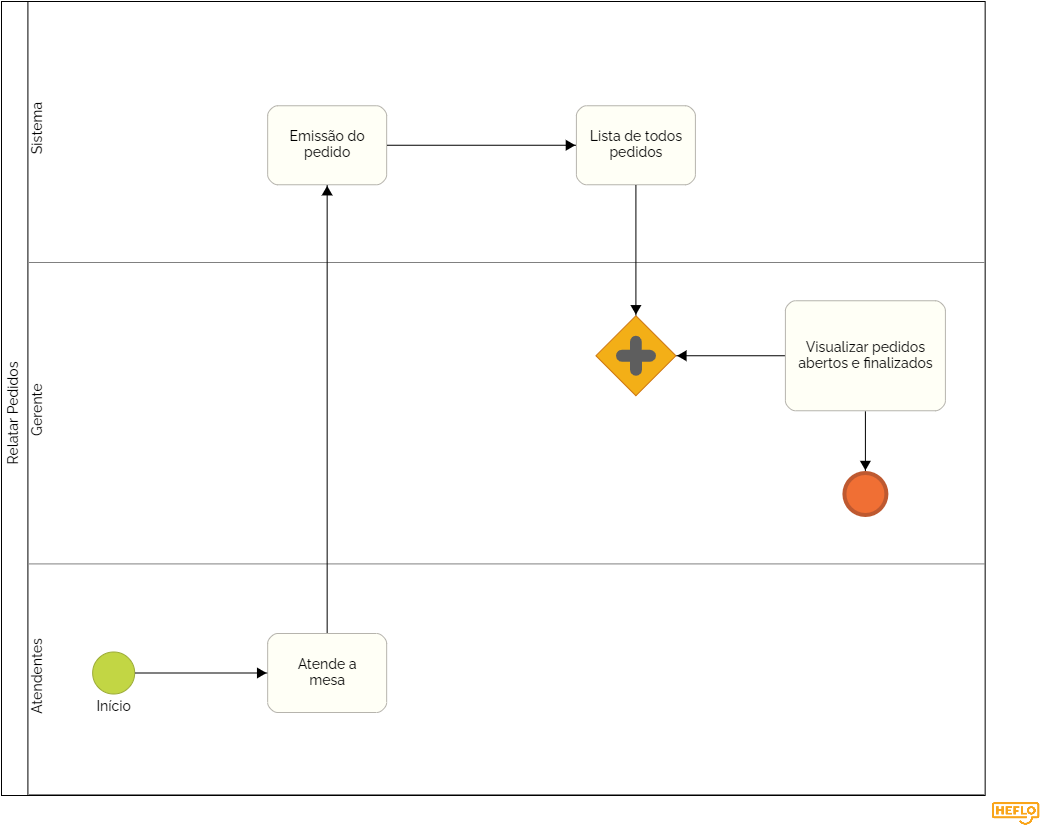 Relatar Pedidos
Sistema
Emissão do
pedido
Lista de todos
pedidos
Gerente
Visualizar pedidos
abertos e finalizados
Atendentes
Início
Atende a
mesa
HEFLO